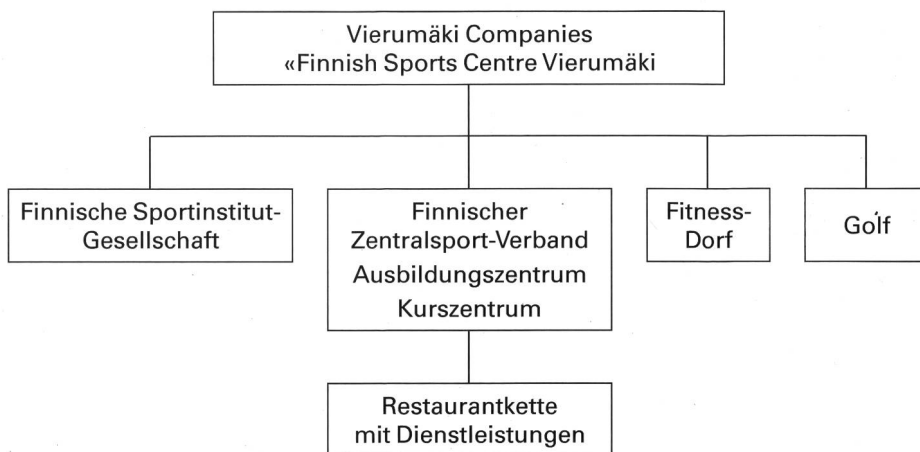 Vierumäki Companies
«Finnish Sports Centre Vierumäki
Finnische Sportinstitut-
Gesellschaft
Finnischer
Zentralsport-Verband
Ausbildungszentrum
Kurszentrum
Fitness-
Dorf
Golf
Restaurantkette
mit Dienstleistungen